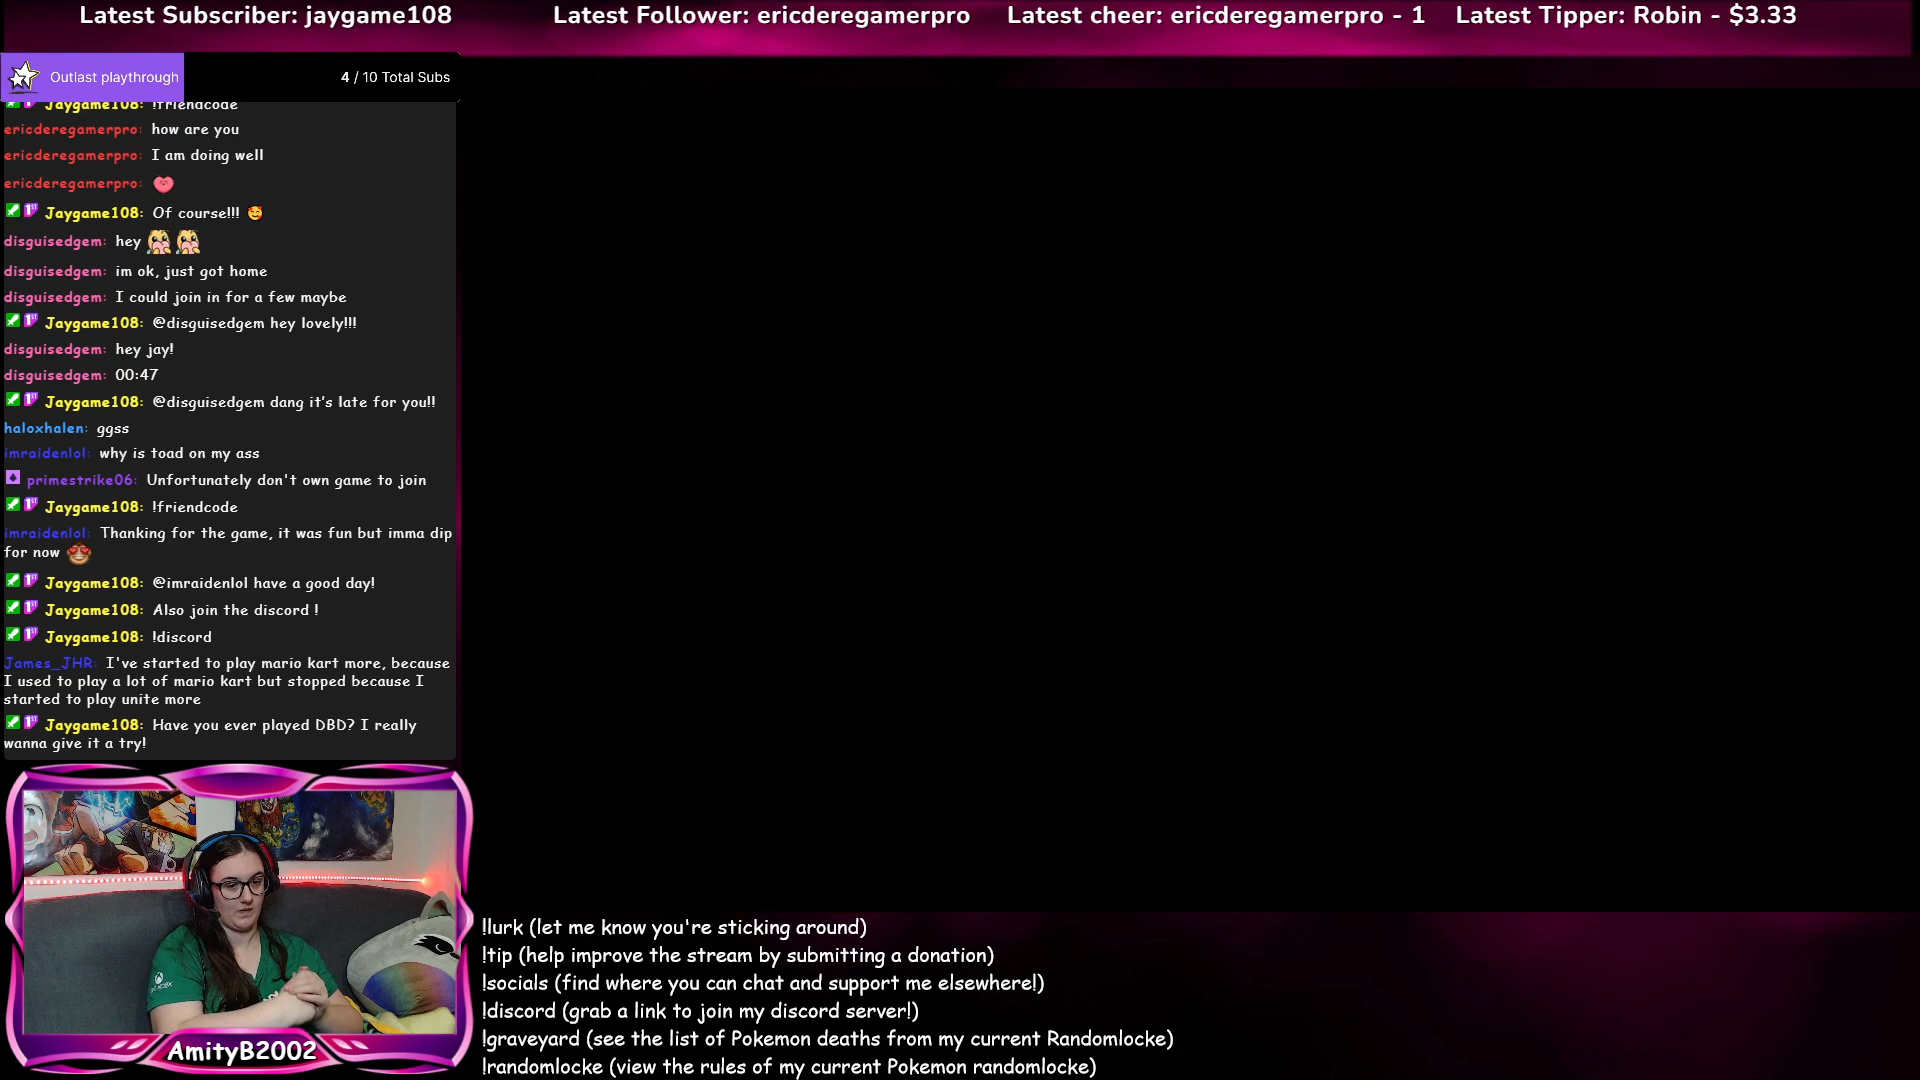 Latest Subscriber: jaygame108 Latest Follower: ericderegamerpro Latest cheer: ericderegamerpro - 1 Latest Tipper: Robin - $3.33
Outlast playthrough 4 / 10 Total Subs
Jaygame108: !friendcode
ericderegamerpro: how are you
ericderegamerpro: I am doing well
ericderegamerpro:
Jaygame108: Of course!!!
disguisedgem: hey
disguisedgem: im ok, just got home
disguisedgem: I could join in for a few maybe
Jaygame108: @disguisedgem hey lovely!!!
disguisedgem: hey jay!
disguisedgem: 00:47
Jaygame108: @disguisedgem dang it's late for you!!
haloxhalen: ggss
imraidenlol: why is toad on my ass
primestrike06: Unfortunately don't own game to join
Jaygame108: !friendcode
imraidenlol: Thanking for the game, it was fun but imma dip
for now
Jaygame108: @imraidenlol have a good day!
Jaygame108: Also join the discord !
Jaygame108: !discord
James_JHR: I've started to play mario kart more, because
I used to play a lot of mario kart but stopped because I
started to play unite more
Jaygame108: Have you ever played DBD? I really
wanna give it a try!
XBOX
AmityB2002
!lurk (let me know you're sticking around)
!tip (help improve the stream by submitting a donation)
!socials (find where you can chat and support me elsewhere!)
!discord (grab a link to join my discord server!)
!graveyard (see the list of Pokemon deaths from my current Randomlocke)
!randomlocke (view the rules of my current Pokemon randomlocke)